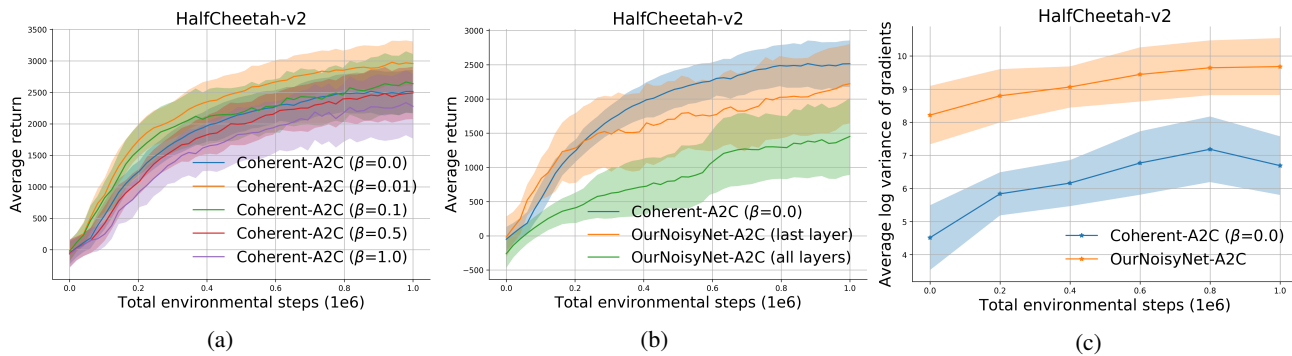 HalfCheetah-v2
Average return
3500
3000
2500
2000
1500
1000
500
0
0.0
0.2
0.4
0.6
0.8
1.0
Total environmental steps (1e6)
Coherent-A2C (β=0.0)
Coherent-A2C (β=0.01)
Coherent-A2C (β=0.1)
Coherent-A2C (β=0.5)
Coherent-A2C (β=1.0)
(a)
HalfCheetah-v2
Average return
3000
2500
2000
1500
1000
500
0
−500
0.0
0.2
0.4
0.6
0.8
1.0
Total environmental steps (1e6)
Coherent-A2C (β=0.0)
OurNoisyNet-A2C (last layer)
OurNoisyNet-A2C (all layers)
(b)
HalfCheetah-v2
Average log variance of gradients
10
9
8
7
6
5
4
0.0
0.2
0.4
0.6
0.8
1.0
Total environmental steps (1e6)
Coherent-A2C (β=0.0)
OurNoisyNet-A2C
(c)